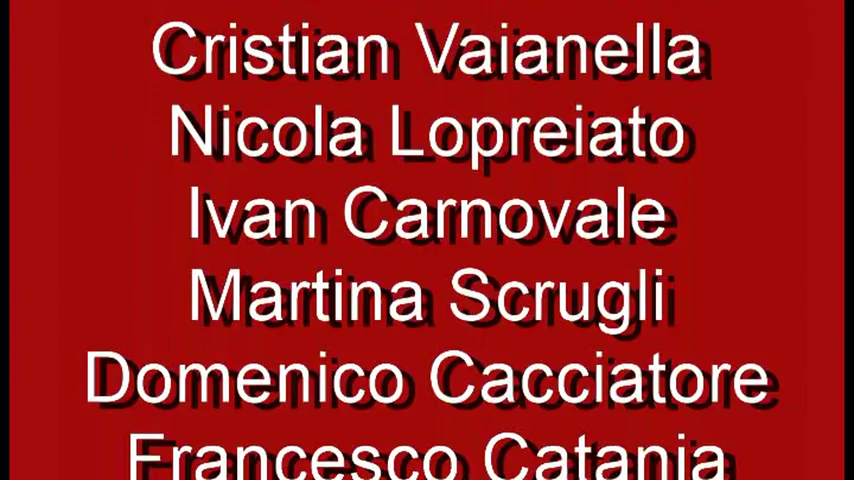 Cristian Vaianella
Nicola Lopreiato
Ivan Carnovale
Martina Scrugli
Domenico Cacciatore
Francesco Catania